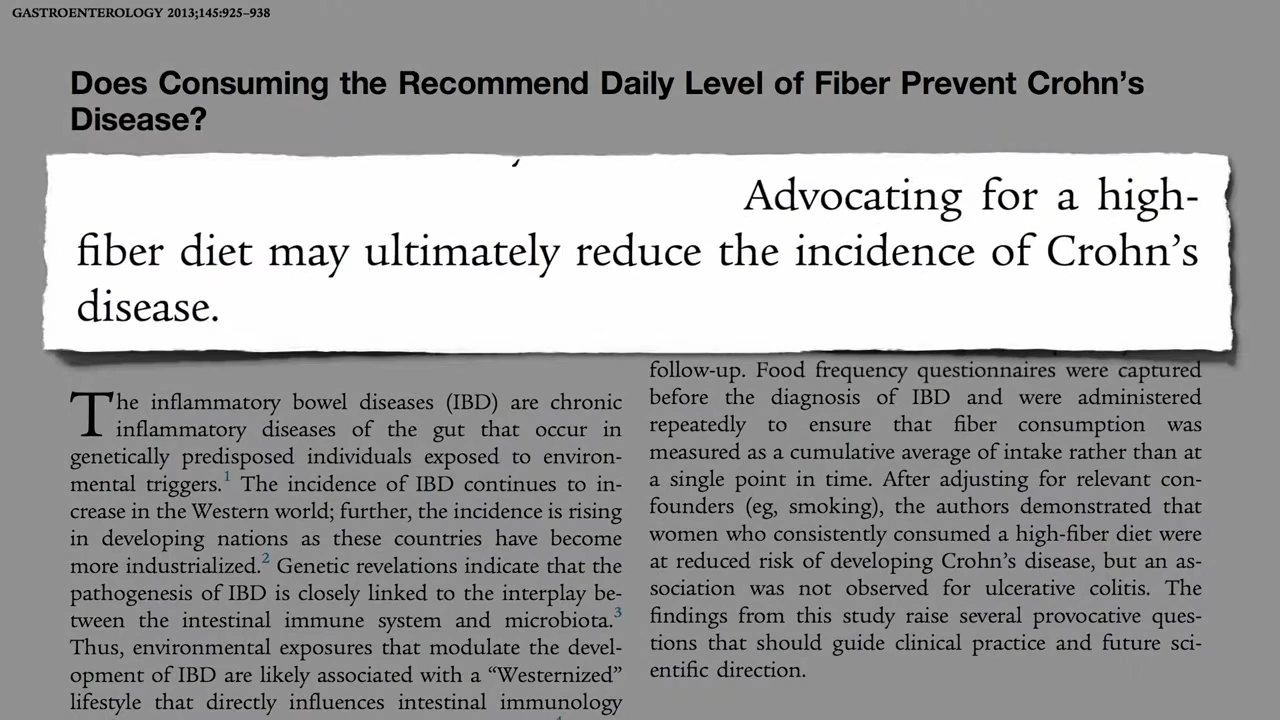 GASTROENTEROLOGY 2013;145:925–938
Does Consuming the Recommend Daily Level of Fiber Prevent Crohn’s
Disease?
Advocating for a high-
fiber diet may ultimately reduce the incidence of Crohn’s
disease.
The inflammatory bowel diseases (IBD) are chronic
inflammatory diseases of the gut that occur in
genetically predisposed individuals exposed to environ-
mental triggers.1 The incidence of IBD continues to in-
crease in the Western world; further, the incidence is rising
in developing nations as these countries have become
more industrialized.2 Genetic revelations indicate that the
pathogenesis of IBD is closely linked to the interplay be-
tween the intestinal immune system and microbiota.3
Thus, environmental exposures that modulate the devel-
opment of IBD are likely associated with a “Westernized”
lifestyle that directly influences intestinal immunology
follow-up. Food frequency questionnaires were captured
before the diagnosis of IBD and were administered
repeatedly to ensure that fiber consumption was
measured as a cumulative average of intake rather than at
a single point in time. After adjusting for relevant con-
founders (eg, smoking), the authors demonstrated that
women who consistently consumed a high-fiber diet were
at reduced risk of developing Crohn’s disease, but an as-
sociation was not observed for ulcerative colitis. The
findings from this study raise several provocative ques-
tions that should guide clinical practice and future sci-
entific direction.